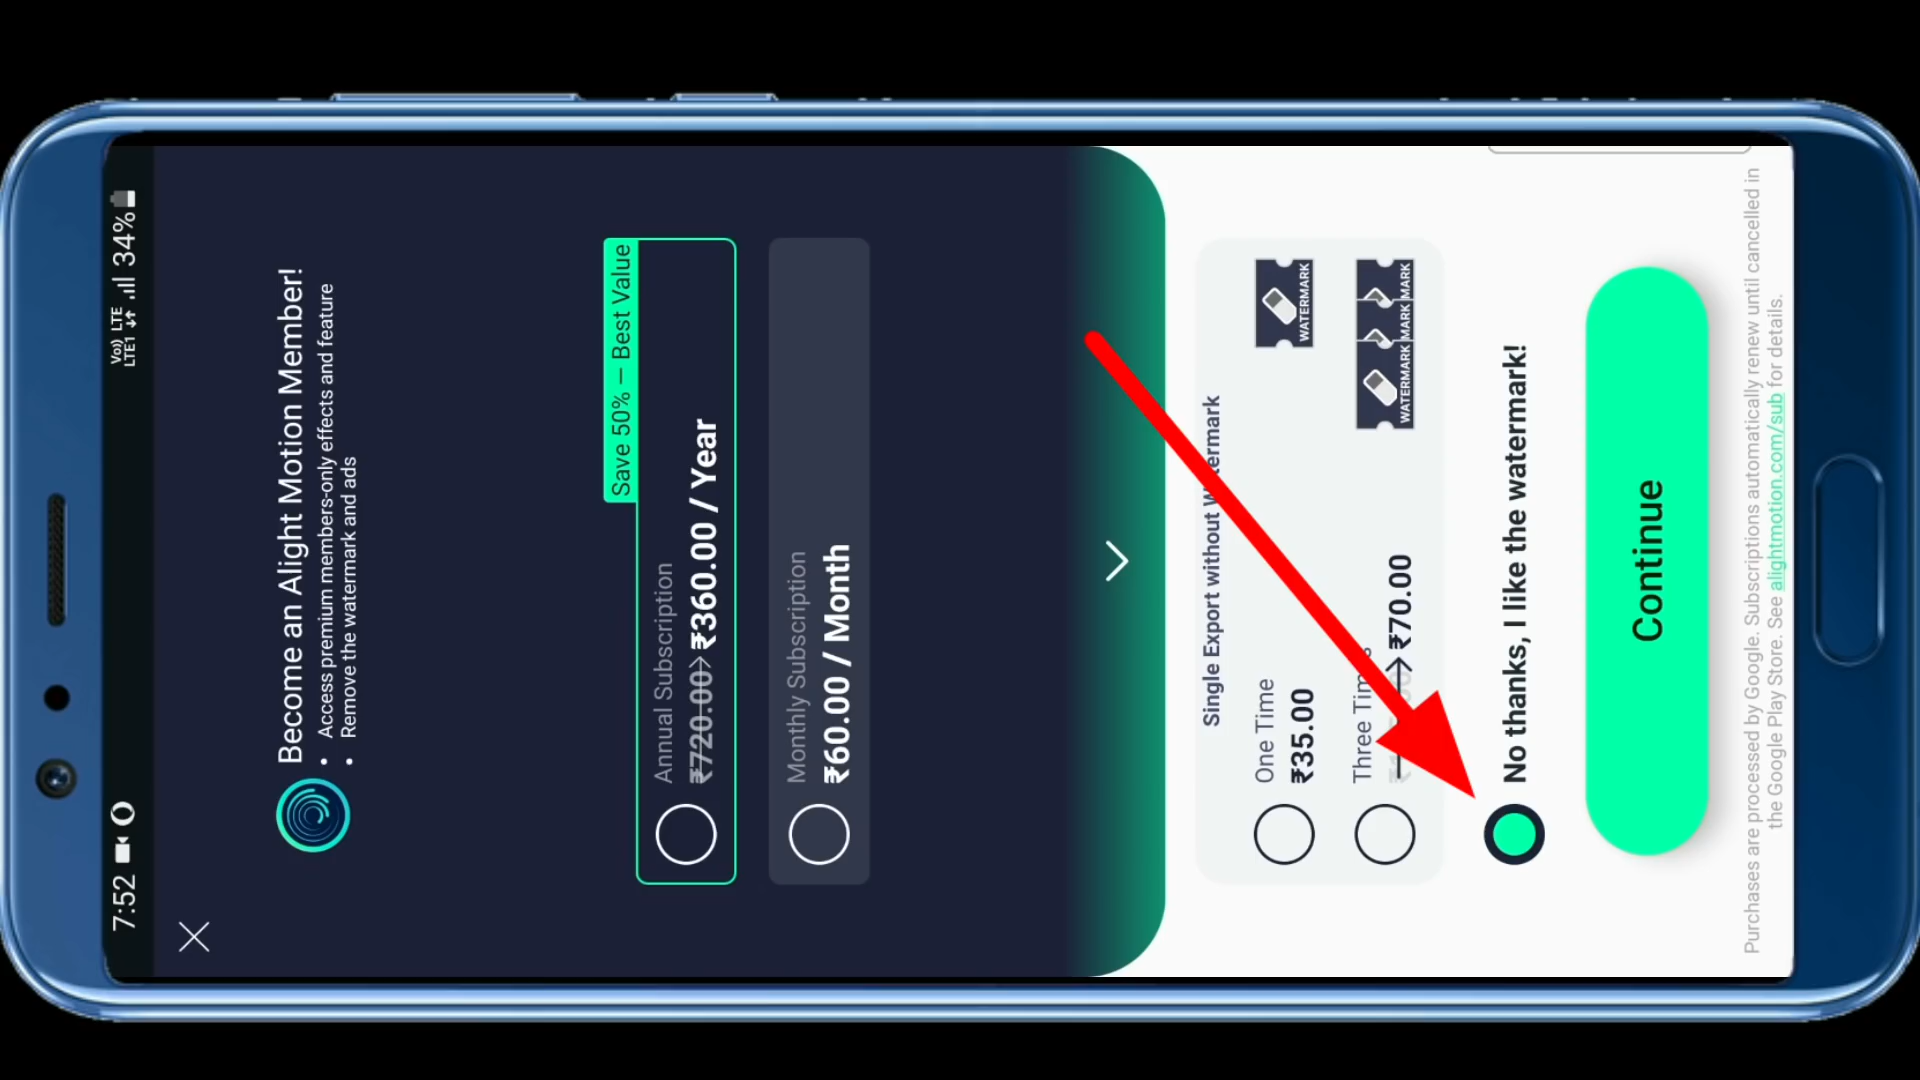 7:52
Vo)) LTE
LTE1
34%
Become an Alight Motion Member!
• Access premium members-only effects and feature
• Remove the watermark and ads
Save 50% — Best Value
Annual Subscription
₹720.00→₹360.00 / Year
Monthly Subscription
₹60.00 / Month
Single Export without Watermark
One Time
₹35.00
WATERMARK
Three Times
₹70.00
WATERMARK MARK MARK
No thanks, I like the watermark!
Continue
Purchases are processed by Google. Subscriptions automatically renew until cancelled in
the Google Play Store. See alightmotion.com/sub for details.